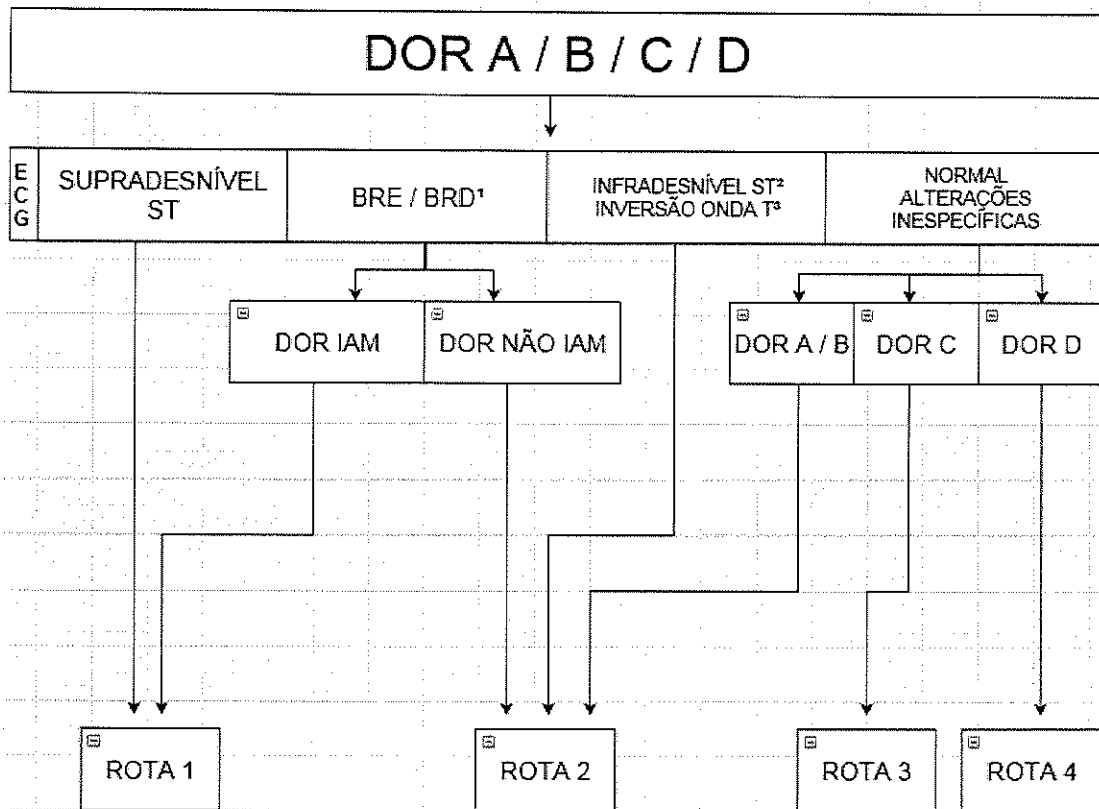 DOR A / B / C / D
E
C
G
SUPRADESNÍVEL
ST
BRE / BRD¹
INFRADESNÍVEL ST²
INVERSÃO ONDA T³
NORMAL
ALTERAÇÕES
INESPECÍFICAS
DOR IAM
DOR NÃO IAM
DOR A / B
DOR C
DOR D
ROTA 1
ROTA 2
ROTA 3
ROTA 4